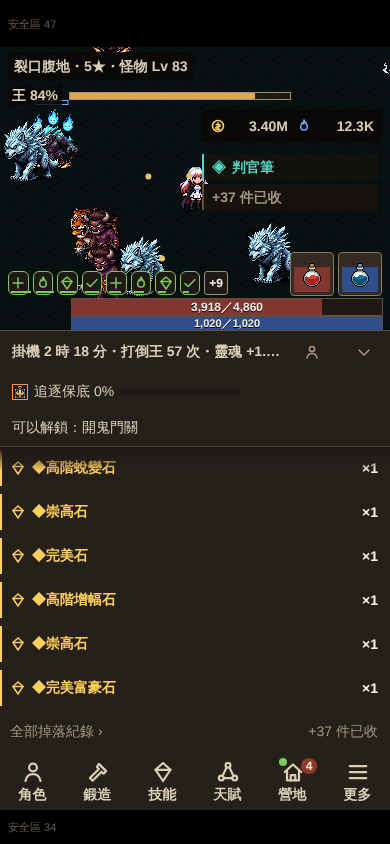 安全區 47
裂口腹地・5★・怪物 Lv 83
王 84%
3.40M
12.3K
◈ 判官筆
+37 件已收
+9
3,918／4,860
1,020／1,020
掛機 2 時 18 分・打倒王 57 次・靈魂 +1.…
追逐保底 0%
可以解鎖：開鬼門關
◆高階蛻變石 ×1
◆崇高石 ×1
◆完美石 ×1
◆高階增幅石 ×1
◆崇高石 ×1
◆完美富豪石 ×1
全部掉落紀錄 › +37 件已收
4
角色 鍛造 技能 天賦 營地 更多
安全區 34